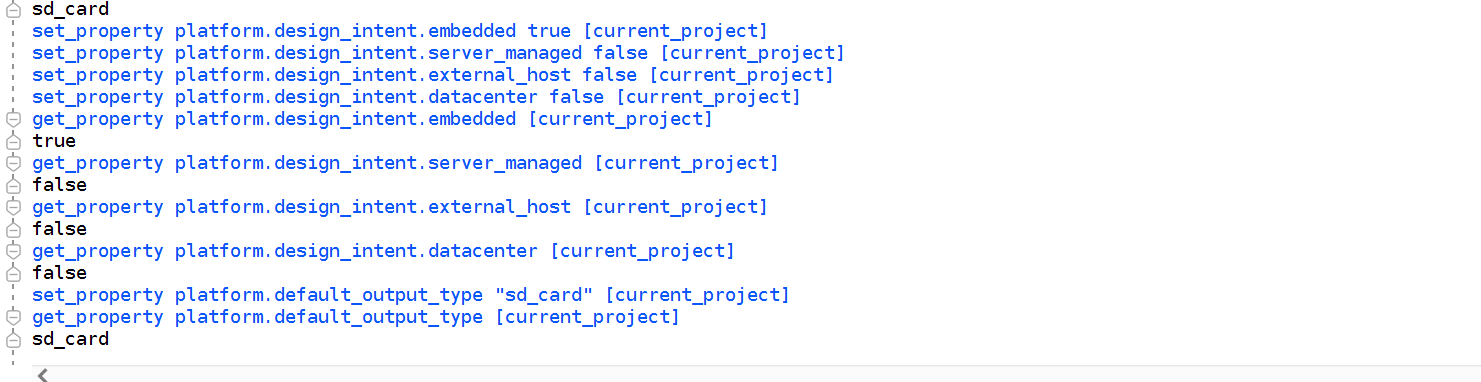 sd_card
set_property platform.design_intent.embedded true [current_project]
set_property platform.design_intent.server_managed false [current_project]
set_property platform.design_intent.external_host false [current_project]
set_property platform.design_intent.datacenter false [current_project]
get_property platform.design_intent.embedded [current_project]
true
get_property platform.design_intent.server_managed [current_project]
false
get_property platform.design_intent.external_host [current_project]
false
get_property platform.design_intent.datacenter [current_project]
false
set_property platform.default_output_type "sd_card" [current_project]
get_property platform.default_output_type [current_project]
sd_card